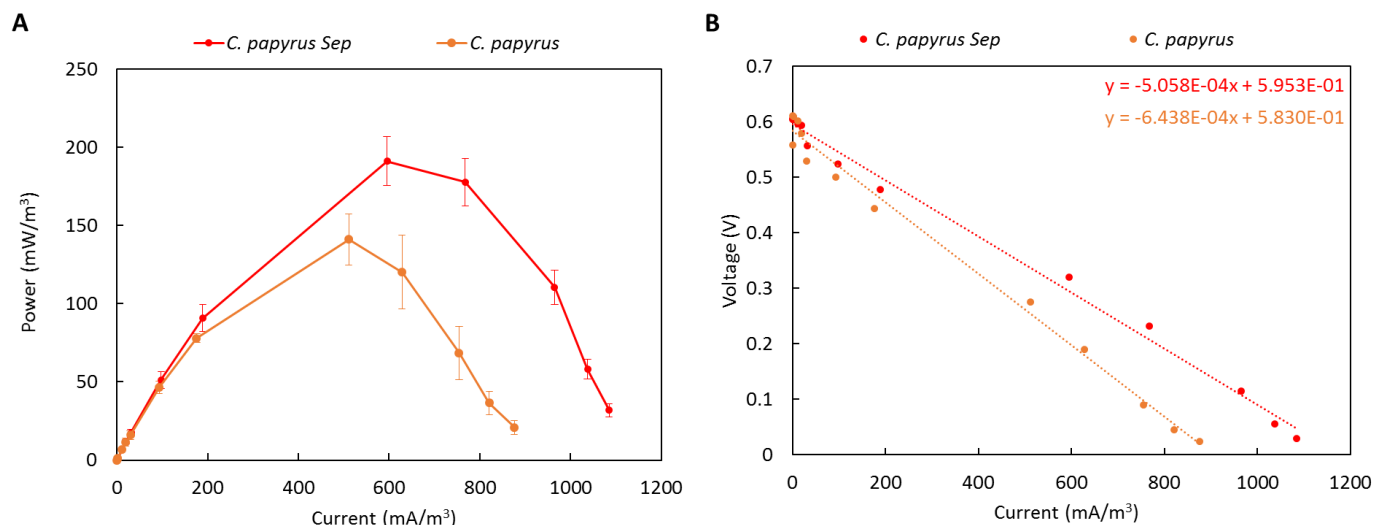 A
C. papyrus Sep
C. papyrus
250
200
150
100
50
0
Power (mW/m³)
0 200 400 600 800 1000 1200
Current (mA/m³)
B
C. papyrus Sep
C. papyrus
y = -5.058E-04x + 5.953E-01
y = -6.438E-04x + 5.830E-01
0.7
0.6
0.5
0.4
0.3
0.2
0.1
0
Voltage (V)
0 200 400 600 800 1000 1200
Current (mA/m³)